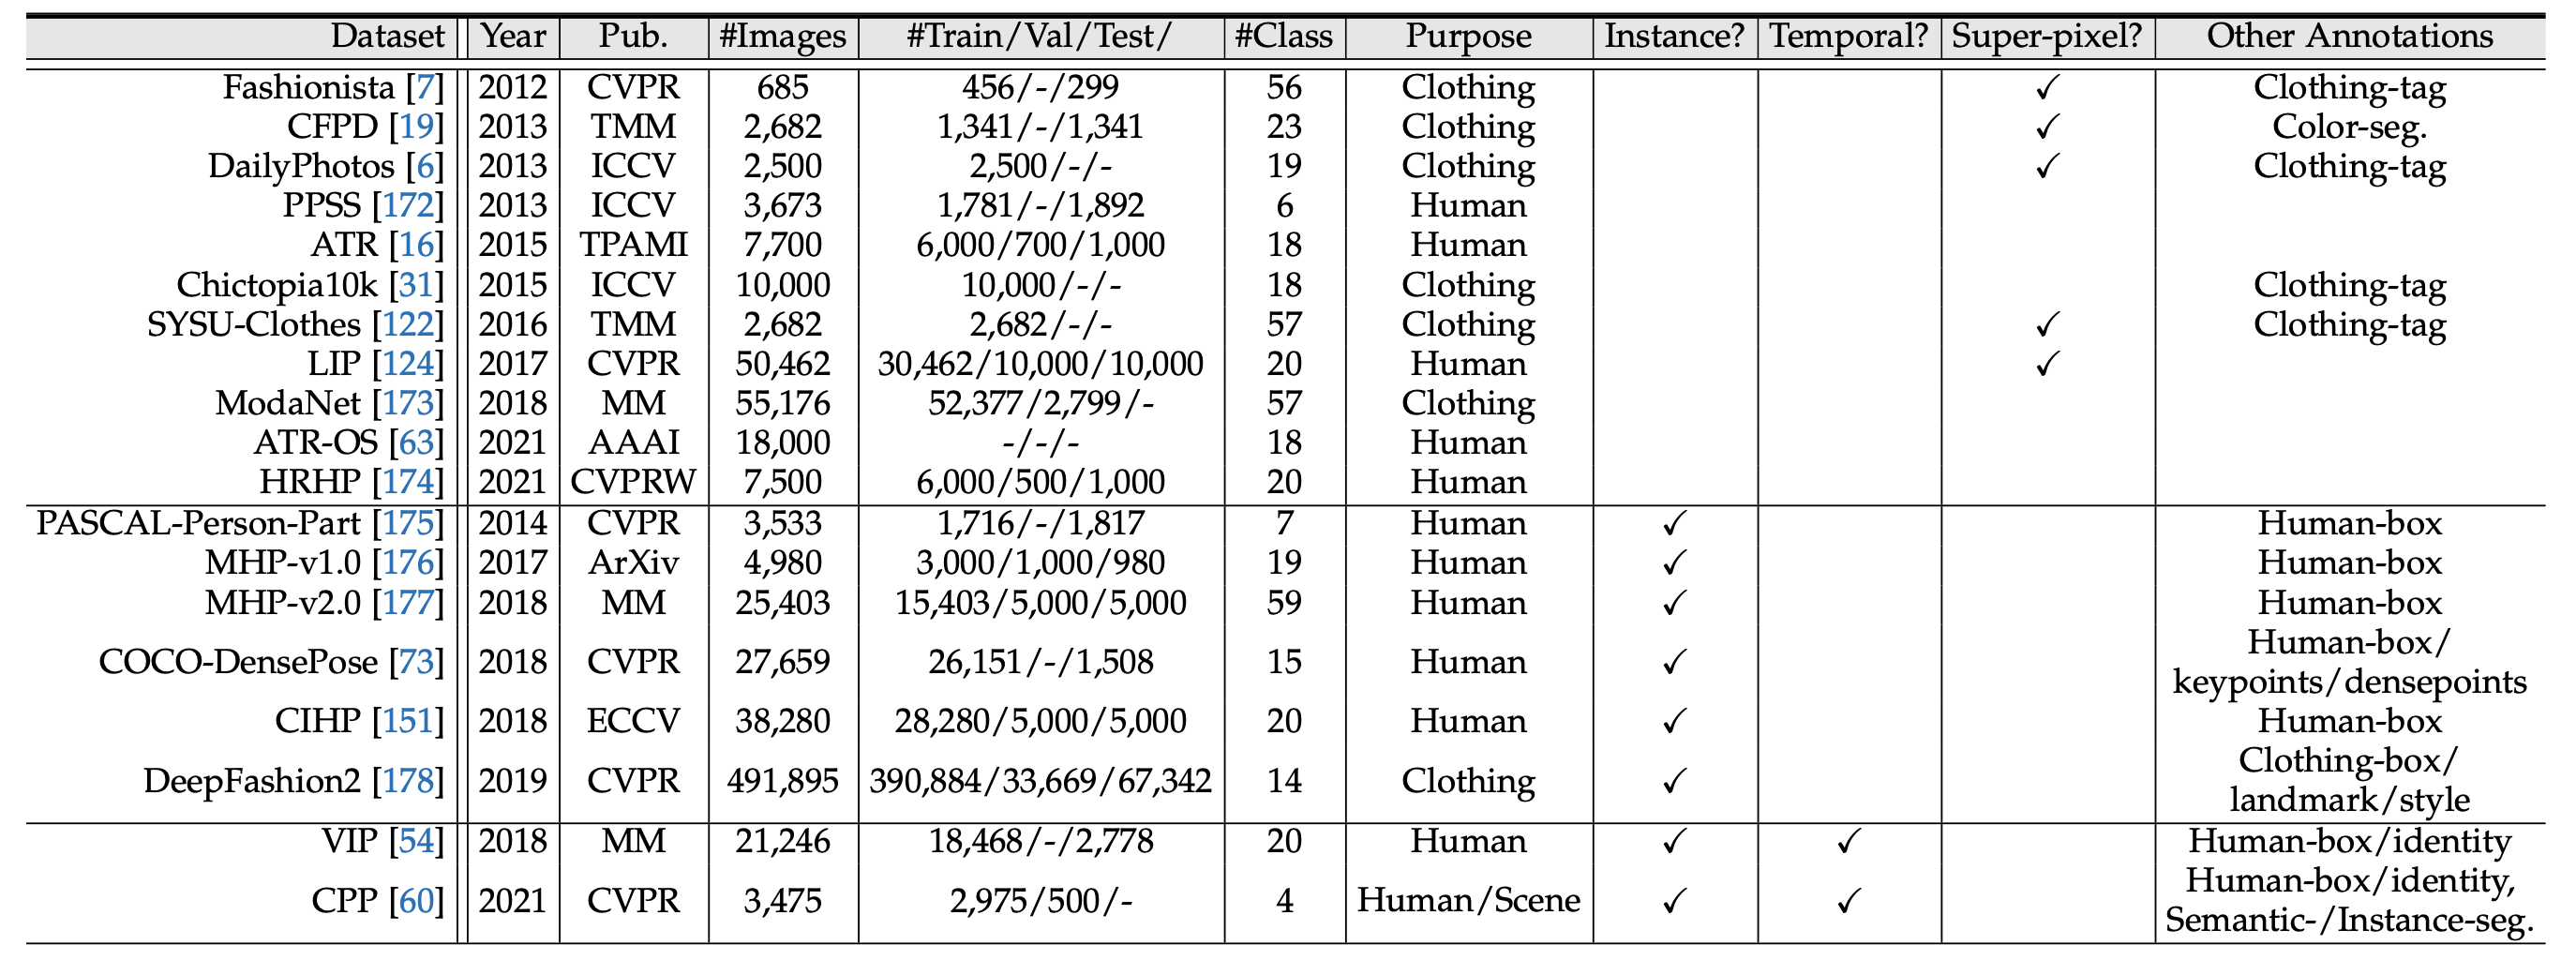 Dataset Year Pub. #Images #Train/Val/Test/ #Class Purpose Instance? Temporal? Super-pixel? Other Annotations
Fashionista [7] 2012 CVPR 685 456/-/299 56 Clothing ✓ Clothing-tag
CFPD [19] 2013 TMM 2,682 1,341/-/1,341 23 Clothing ✓ Color-seg.
DailyPhotos [6] 2013 ICCV 2,500 2,500/-/- 19 Clothing ✓ Clothing-tag
PPSS [172] 2013 ICCV 3,673 1,781/-/1,892 6 Human
ATR [16] 2015 TPAMI 7,700 6,000/700/1,000 18 Human
Chictopia10k [31] 2015 ICCV 10,000 10,000/-/- 18 Clothing Clothing-tag
SYSU-Clothes [122] 2016 TMM 2,682 2,682/-/- 57 Clothing ✓ Clothing-tag
LIP [124] 2017 CVPR 50,462 30,462/10,000/10,000 20 Human ✓
ModaNet [173] 2018 MM 55,176 52,377/2,799/- 57 Clothing
ATR-OS [63] 2021 AAAI 18,000 -/-/- 18 Human
HRHP [174] 2021 CVPRW 7,500 6,000/500/1,000 20 Human
PASCAL-Person-Part [175] 2014 CVPR 3,533 1,716/-/1,817 7 Human ✓ Human-box
MHP-v1.0 [176] 2017 ArXiv 4,980 3,000/1,000/980 19 Human ✓ Human-box
MHP-v2.0 [177] 2018 MM 25,403 15,403/5,000/5,000 59 Human ✓ Human-box
COCO-DensePose [73] 2018 CVPR 27,659 26,151/-/1,508 15 Human ✓ Human-box/
keypoints/densepoints
CIHP [151] 2018 ECCV 38,280 28,280/5,000/5,000 20 Human ✓ Human-box
DeepFashion2 [178] 2019 CVPR 491,895 390,884/33,669/67,342 14 Clothing ✓ Clothing-box/
landmark/style
VIP [54] 2018 MM 21,246 18,468/-/2,778 20 Human ✓ ✓ Human-box/identity
CPP [60] 2021 CVPR 3,475 2,975/500/- 4 Human/Scene ✓ ✓ Human-box/identity,
Semantic-/Instance-seg.